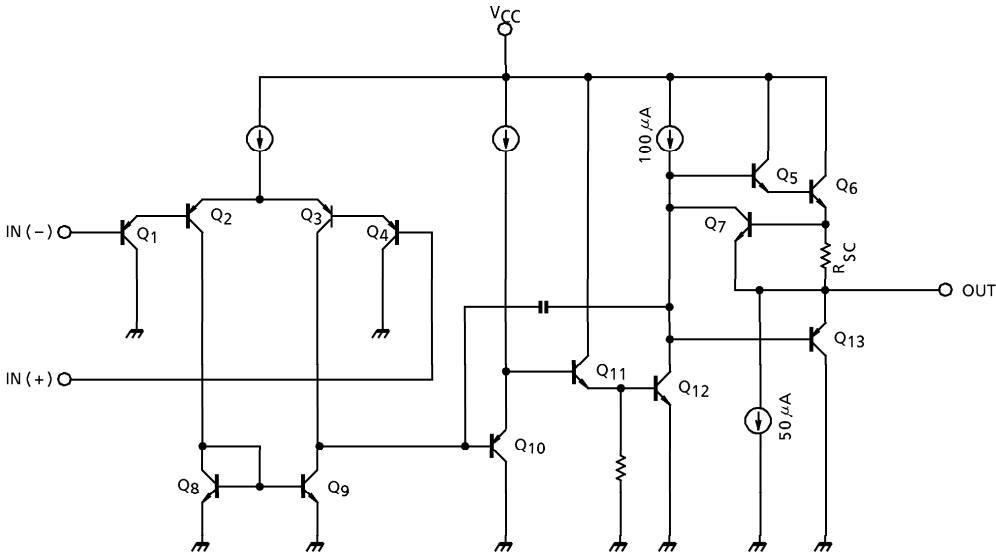 VCC
100 μA
Q5
Q6
Q2
Q3
Q7
IN (−)
Q1
Q4
RSC
OUT
Q13
IN (+)
Q11
Q12
50 μA
Q10
Q8
Q9